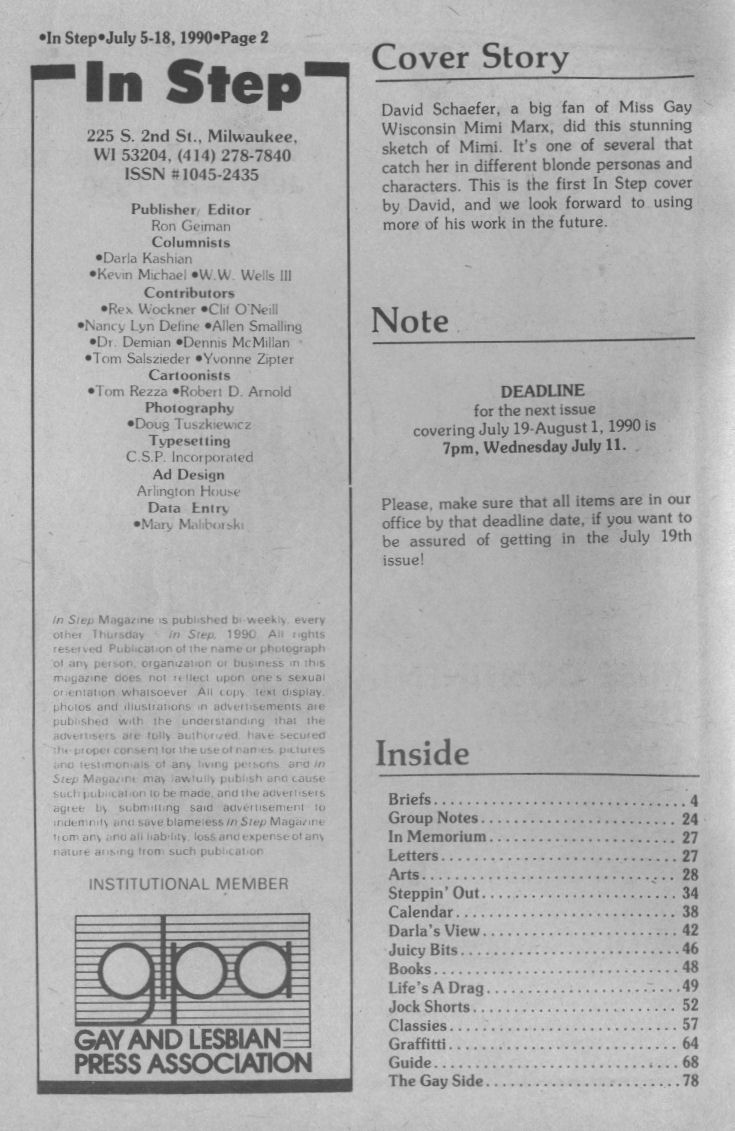 •In Step•July 5-18, 1990•Page 2
In Step
225 S. 2nd St., Milwaukee,
WI 53204, (414) 278-7840
ISSN #1045-2435
Publisher/ Editor
Ron Geiman
Columnists
•Darla Kashian
•Kevin Michael •W.W. Wells III
Contributors
•Rex Wockner •Clif O'Neill
•Nancy Lyn Define •Allen Smalling
•Dr. Demian •Dennis McMillan
•Tom Salszieder •Yvonne Zipter
Cartoonists
•Tom Rezza •Robert D. Arnold
Photography
•Doug Tuszkiewicz
Typesetting
C.S.P. Incorporated
Ad Design
Arlington House
Data Entry
•Mary Maliborski
In Step Magazine is published bi-weekly, every
other Thursday In Step, 1990 All rights
reserved. Publication of the name or photograph
of any person, organization or business in this
magazine does not reflect upon one's sexual
orientation whatsoever. All copy, text display,
photos and illustrations in advertisements are
published with the understanding that the
advertisers are fully authorized, have secured
the proper consent for the use of names, pictures
and testimonials of any living persons, and In
Step Magazine may lawfully publish and cause
such publication to be made, and the advertisers
agree by submitting said advertisement to
indemnify and save blameless In Step Magazine
from any and all liability, loss and expense of any
nature arising from such publication
INSTITUTIONAL MEMBER
glpa
GAY AND LESBIAN
PRESS ASSOCIATION
Cover Story
David Schaefer, a big fan of Miss Gay
Wisconsin Mimi Marx, did this stunning
sketch of Mimi. It's one of several that
catch her in different blonde personas and
characters. This is the first In Step cover
by David, and we look forward to using
more of his work in the future.
Note
DEADLINE
for the next issue
covering July 19-August 1, 1990 is
7pm, Wednesday July 11.
Please, make sure that all items are in our
office by that deadline date, if you want to
be assured of getting in the July 19th
issue!
Inside
Briefs.............................4
Group Notes.......................24
In Memorium.......................27
Letters...........................27
Arts..............................28
Steppin' Out......................34
Calendar..........................38
Darla's View......................42
Juicy Bits........................46
Books.............................48
Life's A Drag.....................49
Jock Shorts.......................52
Classies..........................57
Graffitti.........................64
Guide.............................68
The Gay Side......................78